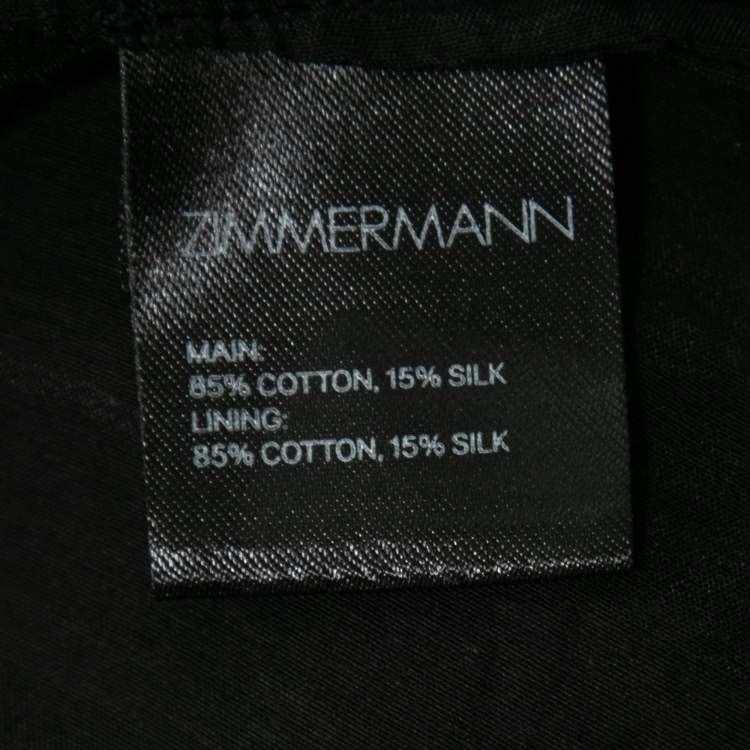 ZIMMERMANN
MAIN:
85% COTTON, 15% SILK
LINING:
85% COTTON, 15% SILK